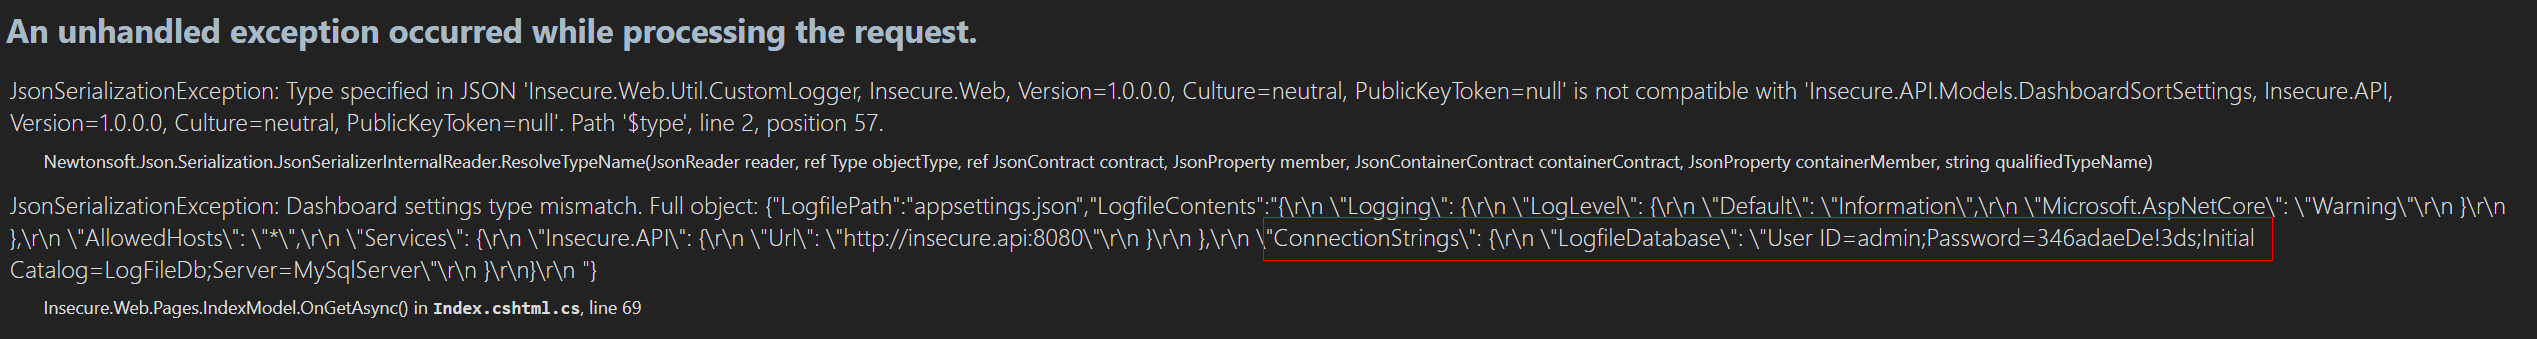 An unhandled exception occurred while processing the request.
JsonSerializationException: Type specified in JSON 'Insecure.Web.Util.CustomLogger, Insecure.Web, Version=1.0.0.0, Culture=neutral, PublicKeyToken=null' is not compatible with 'Insecure.API.Models.DashboardSortSettings, Insecure.API,
Version=1.0.0.0, Culture=neutral, PublicKeyToken=null'. Path '$type', line 2, position 57.
Newtonsoft.Json.Serialization.JsonSerializerInternalReader.ResolveTypeName(JsonReader reader, ref Type objectType, ref JsonContract contract, JsonProperty member, JsonContainerContract containerContract, JsonProperty containerMember, string qualifiedTypeName)
JsonSerializationException: Dashboard settings type mismatch. Full object: {"LogfilePath":"appsettings.json","LogfileContents":"{\r\n \"Logging\": {\r\n \"LogLevel\": {\r\n \"Default\": \"Information\",\r\n \"Microsoft.AspNetCore\": \"Warning\"\r\n }\r\n
},\r\n \"AllowedHosts\": \"*\",\r\n \"Services\": {\r\n \"Insecure.API\": {\r\n \"Url\": \"http://insecure.api:8080\"\r\n }\r\n },\r\n \"ConnectionStrings\": {\r\n \"LogfileDatabase\": \"User ID=admin;Password=346adaeDe!3ds;Initial
Catalog=LogFileDb;Server=MySqlServer\"\r\n }\r\n}\r\n "}
Insecure.Web.Pages.IndexModel.OnGetAsync() in Index.cshtml.cs, line 69